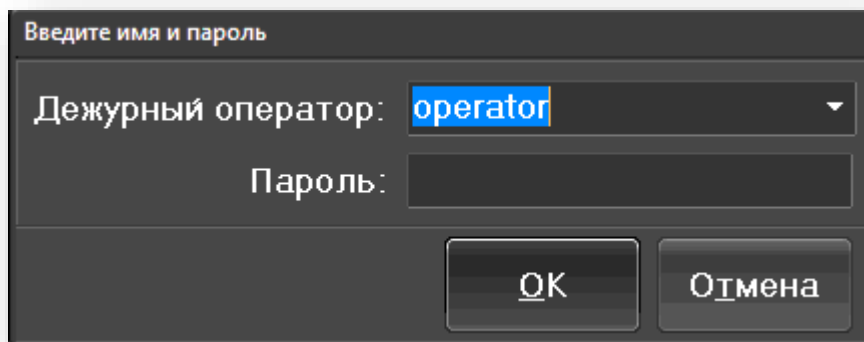 Введите имя и пароль
Дежурный оператор: operator
Пароль:
OK Отмена